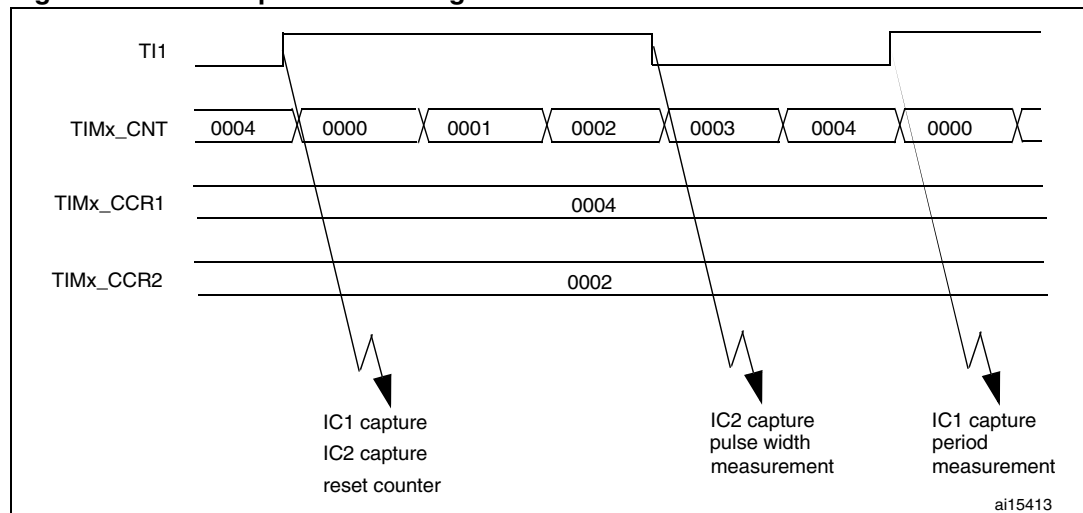 TI1
TIMx_CNT 0004 0000 0001 0002 0003 0004 0000
TIMx_CCR1 0004
TIMx_CCR2 0002
IC1 capture
IC2 capture
reset counter
IC2 capture
pulse width
measurement
IC1 capture
period
measurement
ai15413